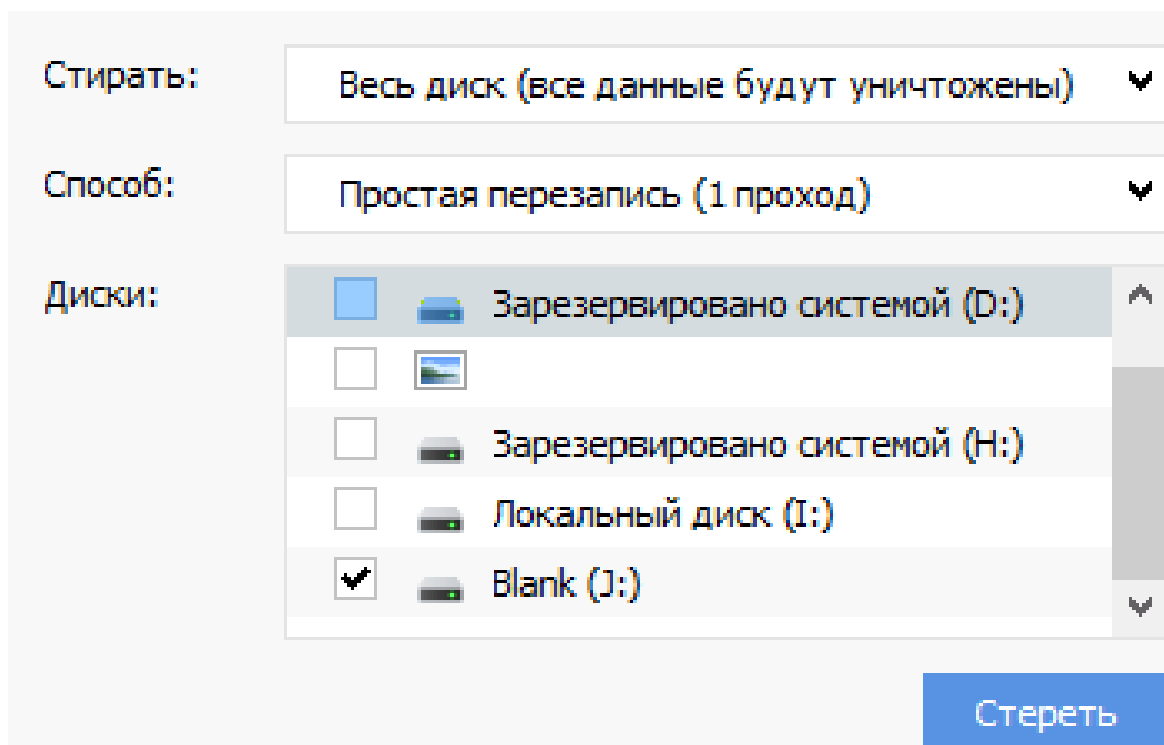 Стирать: Весь диск (все данные будут уничтожены)
Способ: Простая перезапись (1 проход)
Диски: Зарезервировано системой (D:)
Зарезервировано системой (H:)
Локальный диск (I:)
Blank (J:)
Стереть